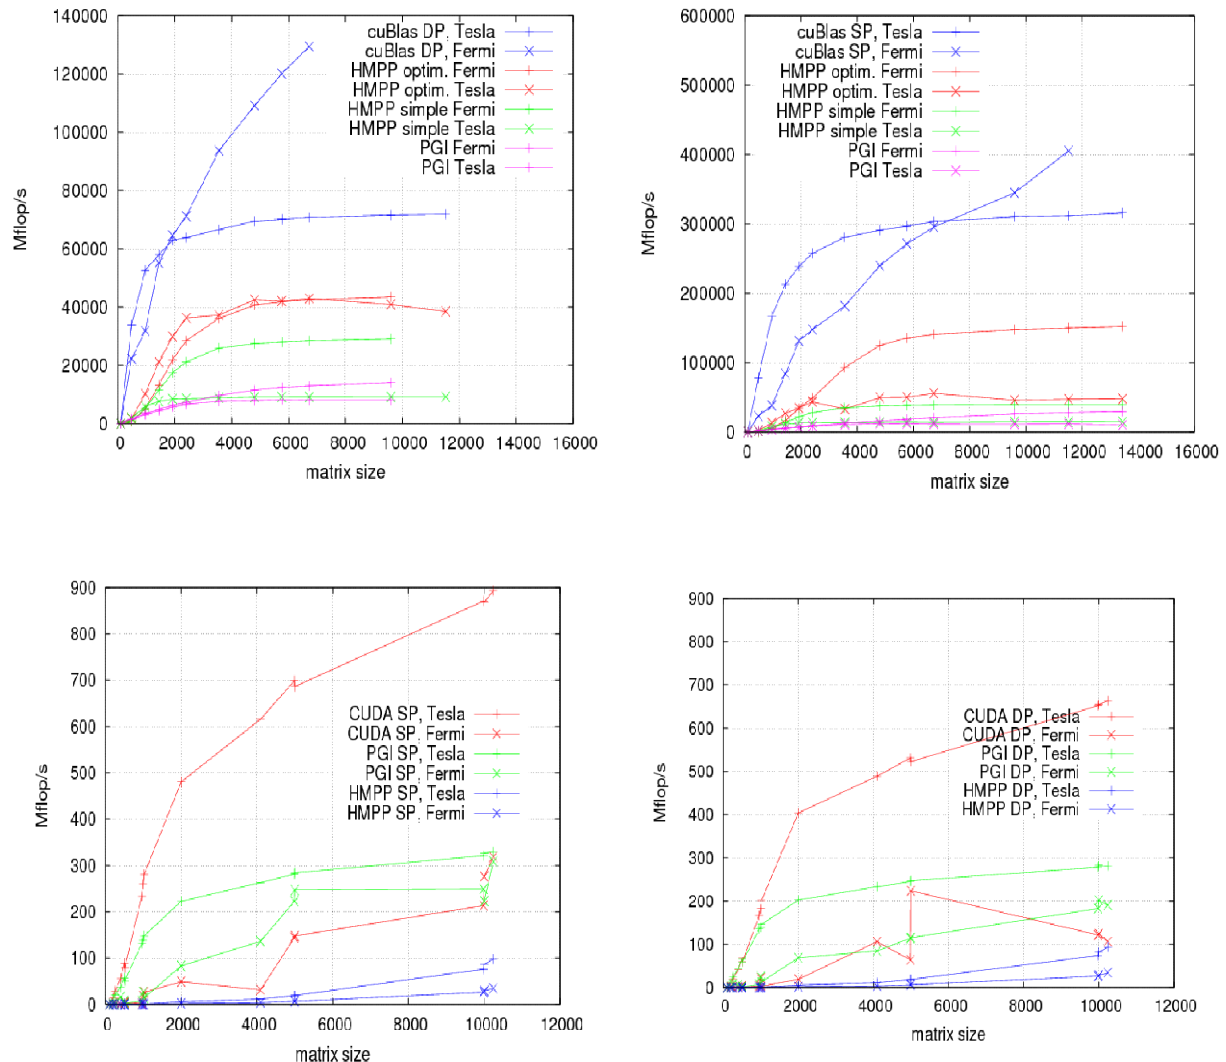 140000
120000
100000
80000
60000
40000
20000
0
Mflop/s
cuBlas DP, Tesla
cuBlas DP, Fermi
HMPP optim. Fermi
HMPP optim. Tesla
HMPP simple Fermi
HMPP simple Tesla
PGI Fermi
PGI Tesla
0 2000 4000 6000 8000 10000 12000 14000 16000
matrix size
600000
500000
400000
300000
200000
100000
0
Mflop/s
cuBlas SP, Tesla
cuBlas SP, Fermi
HMPP optim. Fermi
HMPP optim. Tesla
HMPP simple Fermi
HMPP simple Tesla
PGI Fermi
PGI Tesla
0 2000 4000 6000 8000 10000 12000 14000 16000
matrix size
900
800
700
600
500
400
300
200
100
0
Mflop/s
CUDA SP, Tesla
CUDA SP, Fermi
PGI SP, Tesla
PGI SP, Fermi
HMPP SP, Tesla
HMPP SP, Fermi
0 2000 4000 6000 8000 10000 12000
matrix size
900
800
700
600
500
400
300
200
100
0
Mflop/s
CUDA DP, Tesla
CUDA DP, Fermi
PGI DP, Tesla
PGI DP, Fermi
HMPP DP, Tesla
HMPP DP, Fermi
0 2000 4000 6000 8000 10000 12000
matrix size